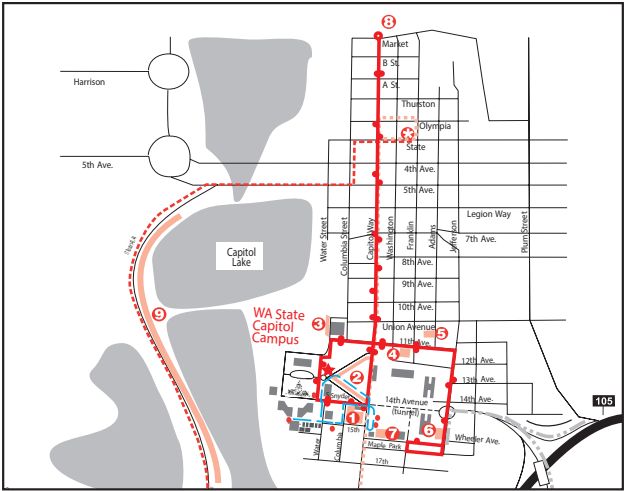 8
Market
B St.
A St.
Harrison
Thurston
Olympia
State
5th Ave.
4th Ave.
5th Ave.
Legion Way
7th Ave.
Water Street
Columbia Street
Capitol Way
Washington
Franklin
Adams
Jefferson
Plum Street
Capitol
Lake
8th Ave.
9th Ave.
10th Ave.
9
WA State
Capitol
Campus
3
Union Avenue
5
11th Ave.
4
12th Ave.
2
13th Ave.
Snyder
14th Avenue
(tunnel)
14th Ave.
105
1
15th
7
6
Wheeler Ave.
Water
Columbia
Maple Park
17th